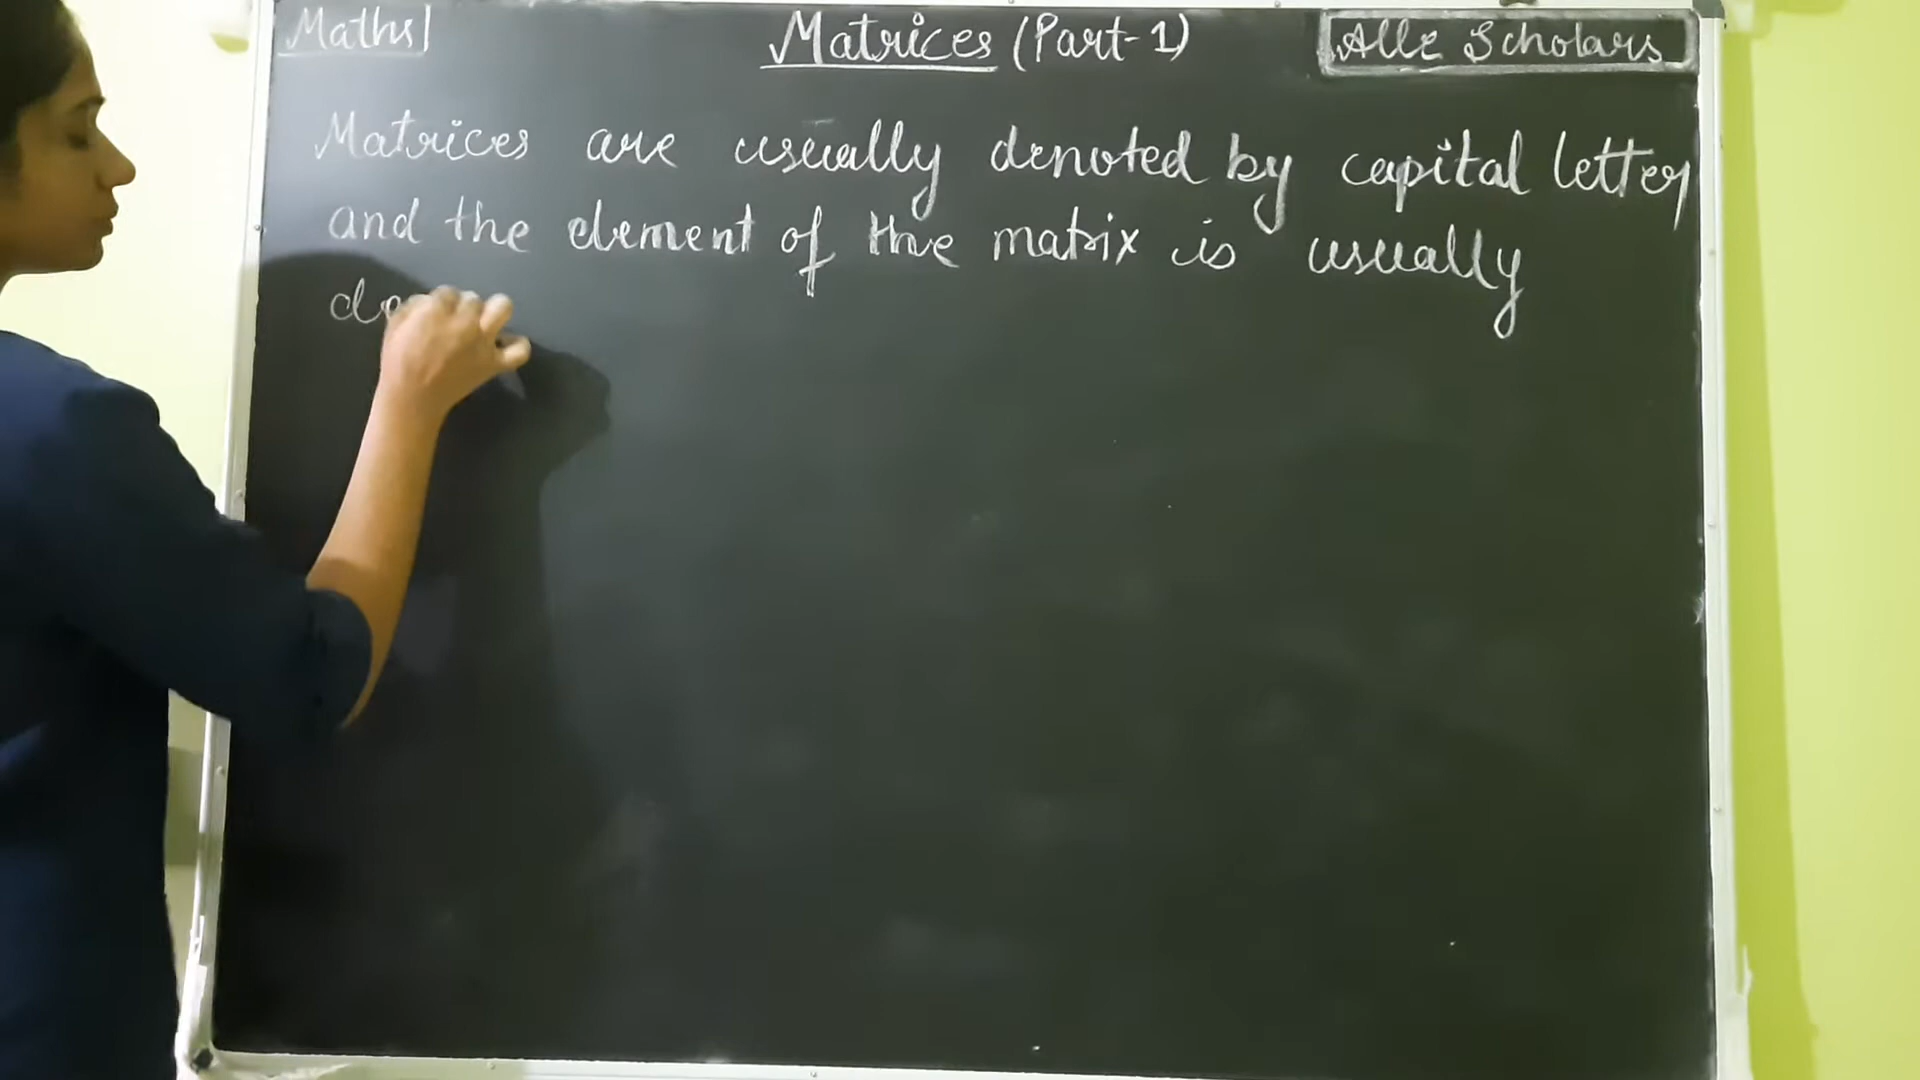 Maths
Matrices (Part-1)
Alle Scholars
Matrices are usually denoted by capital letter
and the element of the matrix is usually